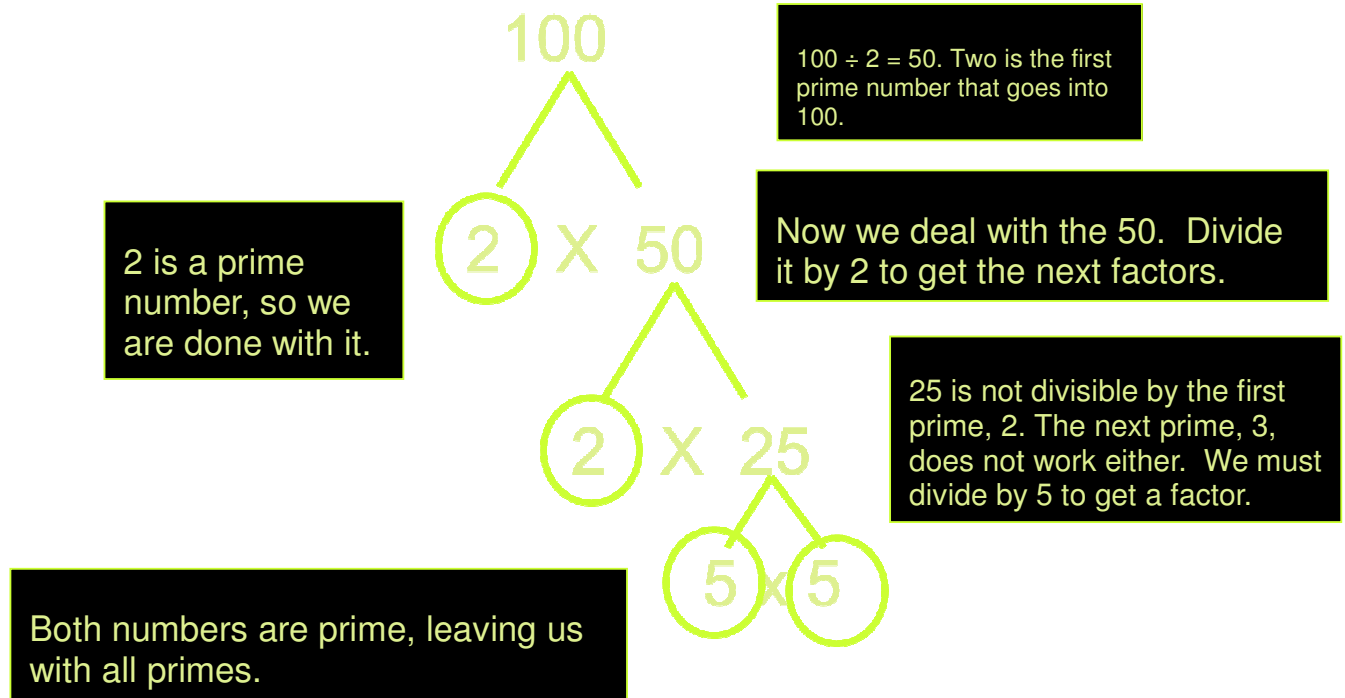 100
100 ÷ 2 = 50. Two is the first
prime number that goes into
100.
2 X 50
2 is a prime
number, so we
are done with it.
Now we deal with the 50. Divide
it by 2 to get the next factors.
2 X 25
25 is not divisible by the first
prime, 2. The next prime, 3,
does not work either. We must
divide by 5 to get a factor.
5 x 5
Both numbers are prime, leaving us
with all primes.